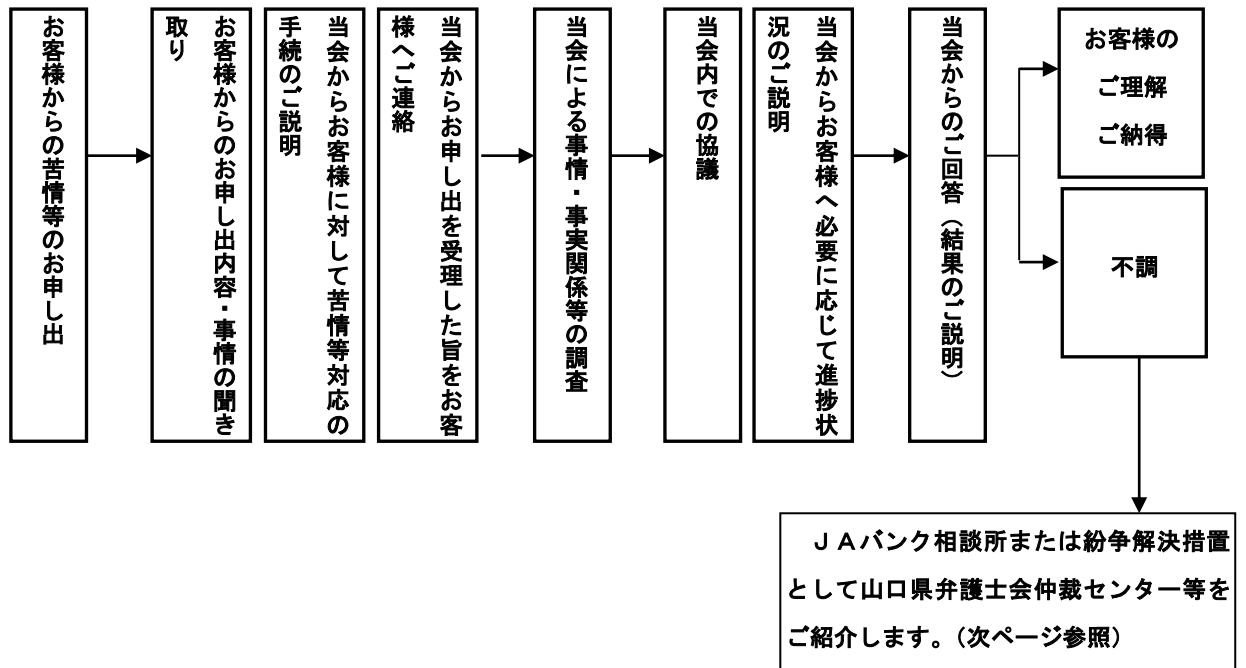 お客様からの苦情等のお申し出
お客様からのお申し出内容・事情の聞き
取り
当会からお客様に対して苦情等対応の
手続のご説明
当会からお申し出を受理した旨をお客
様へご連絡
当会による事情・事実関係等の調査
当会内での協議
当会からお客様へ必要に応じて進捗状
況のご説明
当会からのご回答（結果のご説明）
お客様の
ご理解
ご納得
不調
ＪＡバンク相談所または紛争解決措置
として山口県弁護士会仲裁センター等を
ご紹介します。（次ページ参照）